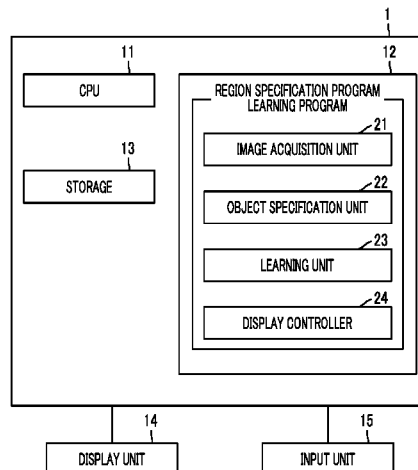 1
11
CPU
12
REGION SPECIFICATION PROGRAM
LEARNING PROGRAM
21
IMAGE ACQUISITION UNIT
13
STORAGE
22
OBJECT SPECIFICATION UNIT
23
LEARNING UNIT
24
DISPLAY CONTROLLER
14
DISPLAY UNIT
15
INPUT UNIT